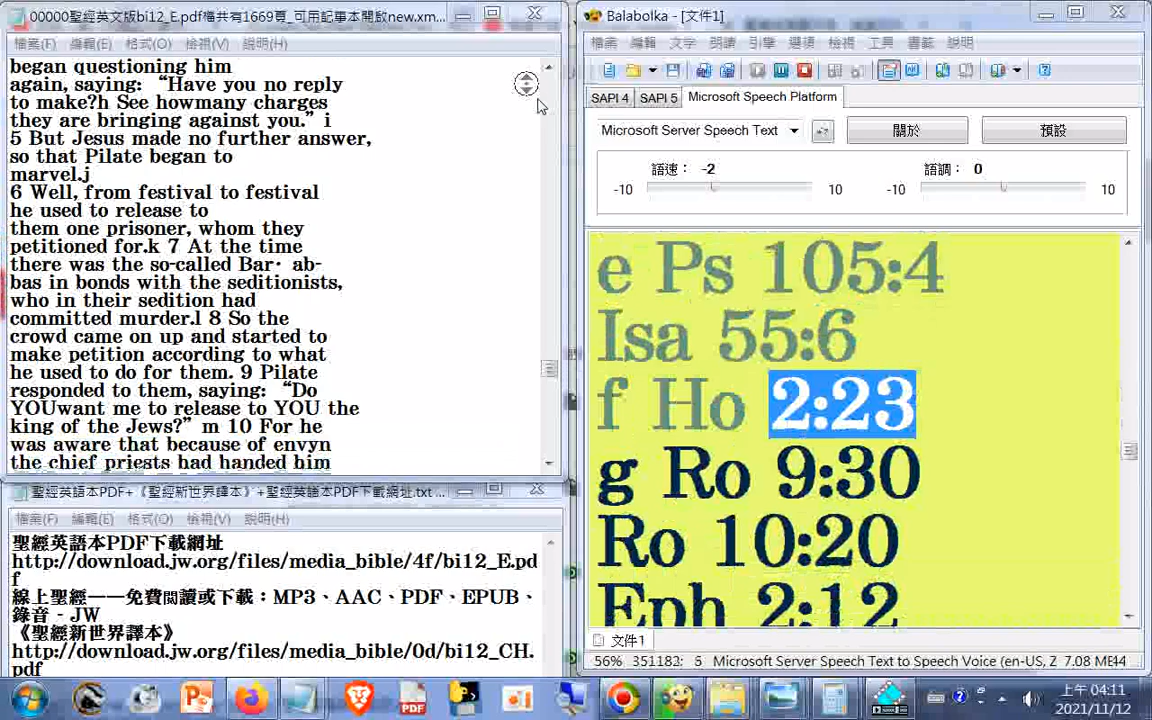 00000聖經英文版bi12_E.pdf檔共有1669頁_可用記事本開啟new.xm...
檔案(F) 編輯(E) 格式(O) 檢視(V) 說明(H)
began questioning him
again, saying: “Have you no reply
to make?h See howmany charges
they are bringing against you.” i
5 But Jesus made no further answer,
so that Pilate began to
marvel.j
6 Well, from festival to festival
he used to release to
them one prisoner, whom they
petitioned for.k 7 At the time
there was the so-called Bar· ab-
bas in bonds with the seditionists,
who in their sedition had
committed murder.l 8 So the
crowd came on up and started to
make petition according to what
he used to do for them. 9 Pilate
responded to them, saying: “Do
YOUwant me to release to YOU the
king of the Jews?” m 10 For he
was aware that because of envyn
the chief priests had handed him
聖經英語本PDF+《聖經新世界譯本》+聖經英語本PDF下載網址.txt ...
檔案(F) 編輯(E) 格式(O) 檢視(V) 說明(H)
聖經英語本PDF下載網址
http://download.jw.org/files/media_bible/4f/bi12_E.pd
f
線上聖經——免費閱讀或下載：MP3、AAC、PDF、EPUB、
錄音 - JW
《聖經新世界譯本》
http://download.jw.org/files/media_bible/0d/bi12_CH.
pdf
Balabolka - [文件1]
檔案 編輯 文字 朗讀 引擎 選項 檢視 工具 書籤 說明
SAPI 4 SAPI 5 Microsoft Speech Platform
Microsoft Server Speech Text 關於 預設
語速： -2 語調： 0
-10 10 -10 10
e Ps 105:4
Isa 55:6
f Ho 2:23
g Ro 9:30
Ro 10:20
Eph 2:12
文件1
56% 351182: 5 Microsoft Server Speech Text to Speech Voice (en-US, Z 7.08 ME44
PDF
上午 04:11
2021/11/12